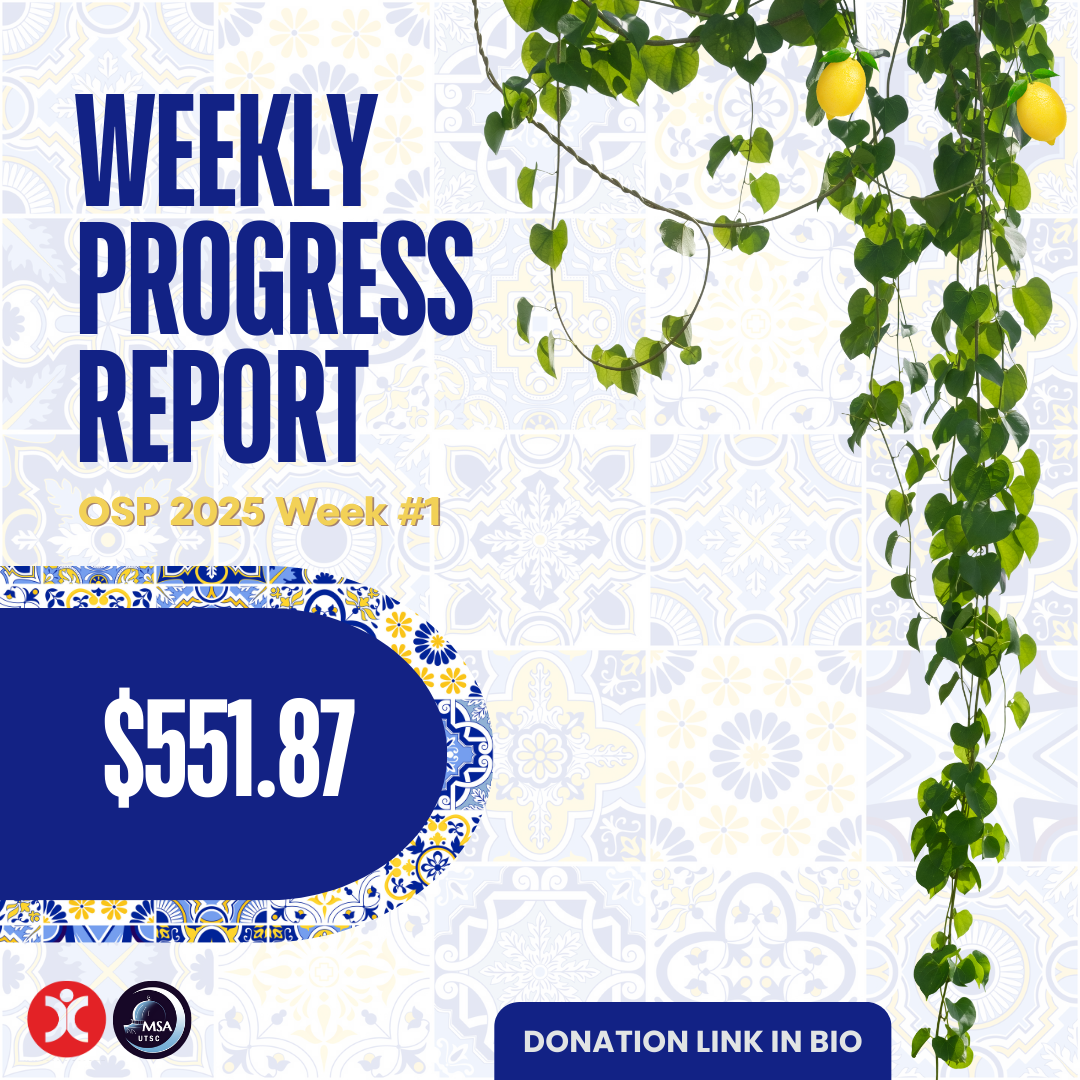 WEEKLY
PROGRESS
REPORT
OSP 2025 Week #1
$551.87
MSA
UTSC
DONATION LINK IN BIO